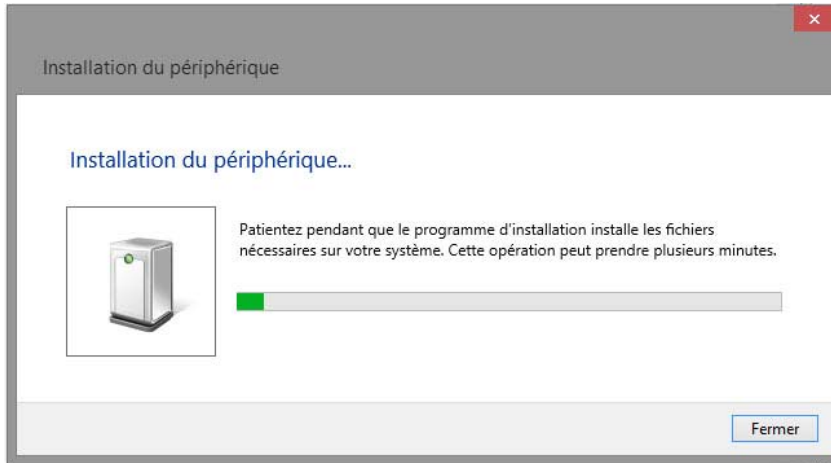 Installation du périphérique
Installation du périphérique...
Patientez pendant que le programme d'installation installe les fichiers
nécessaires sur votre système. Cette opération peut prendre plusieurs minutes.
Fermer